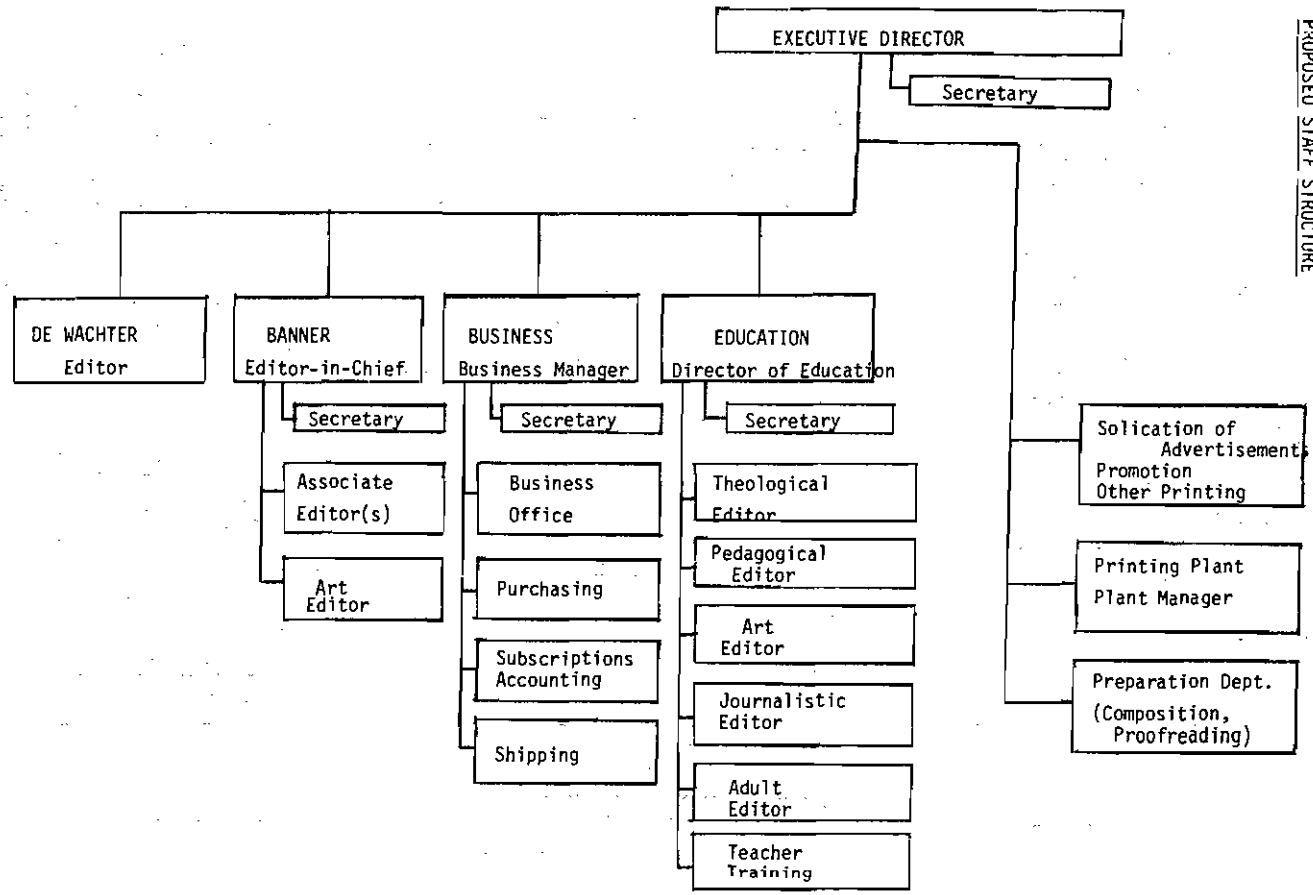 PROPOSED STAFF STRUCTURE
EXECUTIVE DIRECTOR
Secretary
DE WACHTER
Editor
BANNER
Editor-in-Chief
Secretary
Associate
Editor(s)
Art
Editor
BUSINESS
Business Manager
Secretary
Business
Office
Purchasing
Subscriptions
Accounting
Shipping
EDUCATION
Director of Education
Secretary
Theological
Editor
Pedagogical
Editor
Art
Editor
Journalistic
Editor
Adult
Editor
Teacher
Training
Solication of
Advertisements
Promotion
Other Printing
Printing Plant
Plant Manager
Preparation Dept.
(Composition,
Proofreading)